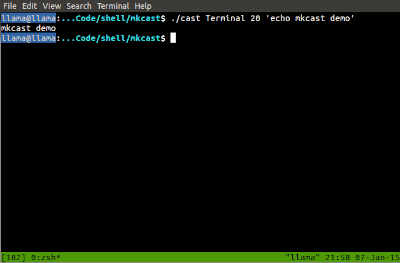 File Edit View Search Terminal Help
llama@llama:...Code/shell/mkcast$ ./cast Terminal 20 'echo mkcast demo'
mkcast demo
llama@llama:...Code/shell/mkcast$
[182] 0:zsh* "llama" 21:58 07-Jan-15